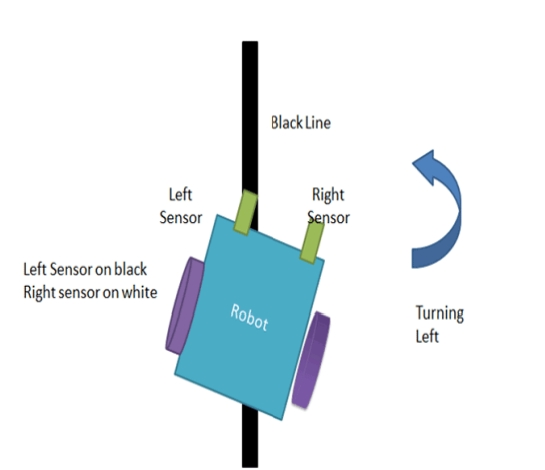 Black Line
Left
Sensor
Right
Sensor
Left Sensor on black
Right sensor on white
Robot
Turning
Left